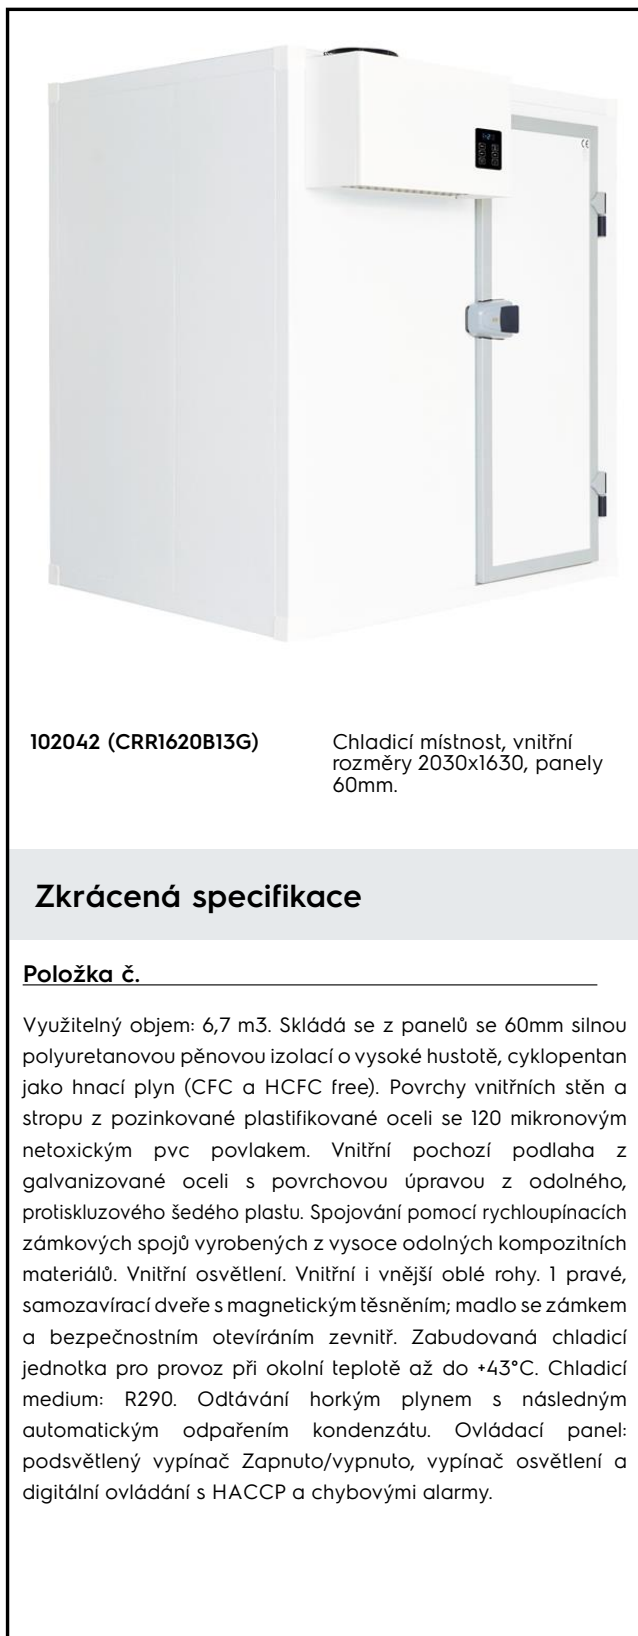 102042 (CRR1620B13G)
Chladicí místnost, vnitřní
rozměry 2030x1630, panely
60mm.
Zkrácená specifikace
Položka č.
Využitelný objem: 6,7 m3. Skládá se z panelů se 60mm silnou
polyuretanovou pěnovou izolací o vysoké hustotě, cyklopentan
jako hnací plyn (CFC a HCFC free). Povrchy vnitřních stěn a
stropu z pozinkované plastifikované oceli se 120 mikronovým
netoxickým pvc povlakem. Vnitřní pochozí podlaha z
galvanizované oceli s povrchovou úpravou z odolného,
protiskluzového šedého plastu. Spojování pomocí rychloupínacích
zámkových spojů vyrobených z vysoce odolných kompozitních
materiálů. Vnitřní osvětlení. Vnitřní i vnější oblé rohy. 1 pravé,
samozavírací dveře s magnetickým těsněním; madlo se zámkem
a bezpečnostním otevíráním zevnitř. Zabudovaná chladicí
jednotka pro provoz při okolní teplotě až do +43°C. Chladicí
medium: R290. Odtávání horkým plynem s následným
automatickým odpařením kondenzátu. Ovládací panel:
podsvětlený vypínač Zapnuto/vypnuto, vypínač osvětlení a
digitální ovládání s HACCP a chybovými alarmy.